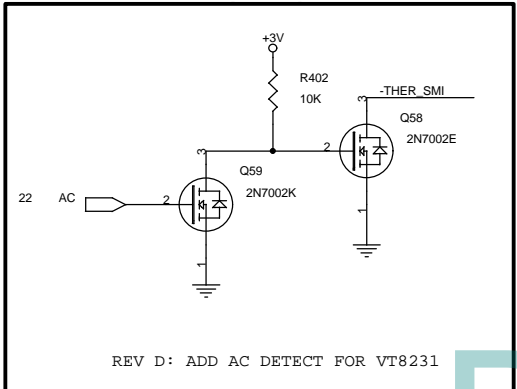 +3V
R402
10K
-THER_SMI
3
Q58
2N7002E
3
2
Q59
2N7002K
22 AC
2
1
1
REV D: ADD AC DETECT FOR VT8231